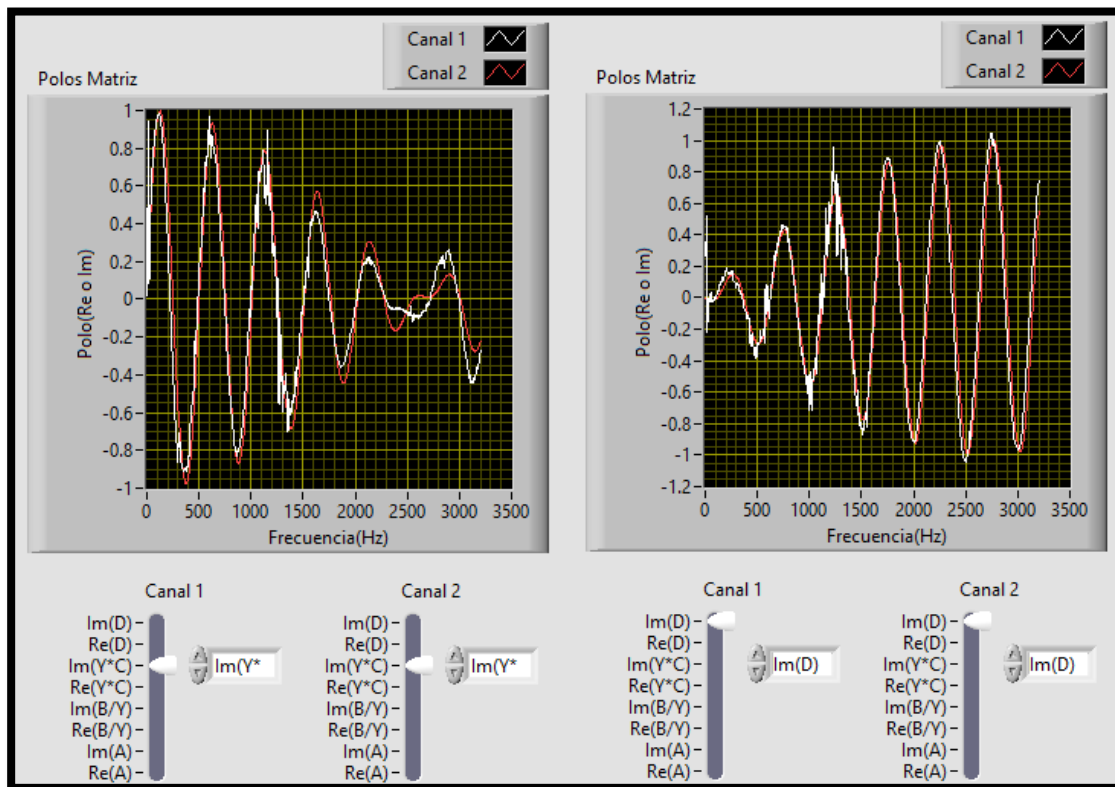 Canal 1
Canal 2
Polos Matriz
1
0.8
0.6
0.4
0.2
0
-0.2
-0.4
-0.6
-0.8
-1
Polo(Re o Im)
0 500 1000 1500 2000 2500 3000 3500
Frecuencia(Hz)
Canal 1
Canal 2
Polos Matriz
1.2
1
0.8
0.6
0.4
0.2
0
-0.2
-0.4
-0.6
-0.8
-1
-1.2
Polo(Re o Im)
0 500 1000 1500 2000 2500 3000 3500
Frecuencia(Hz)
Canal 1
Im(D)
Re(D)
Im(Y*C)
Re(Y*C)
Im(B/Y)
Re(B/Y)
Im(A)
Re(A)
Im(Y*
Canal 2
Im(D)
Re(D)
Im(Y*C)
Re(Y*C)
Im(B/Y)
Re(B/Y)
Im(A)
Re(A)
Im(Y*
Canal 1
Im(D)
Re(D)
Im(Y*C)
Re(Y*C)
Im(B/Y)
Re(B/Y)
Im(A)
Re(A)
Im(D)
Canal 2
Im(D)
Re(D)
Im(Y*C)
Re(Y*C)
Im(B/Y)
Re(B/Y)
Im(A)
Re(A)
Im(D)